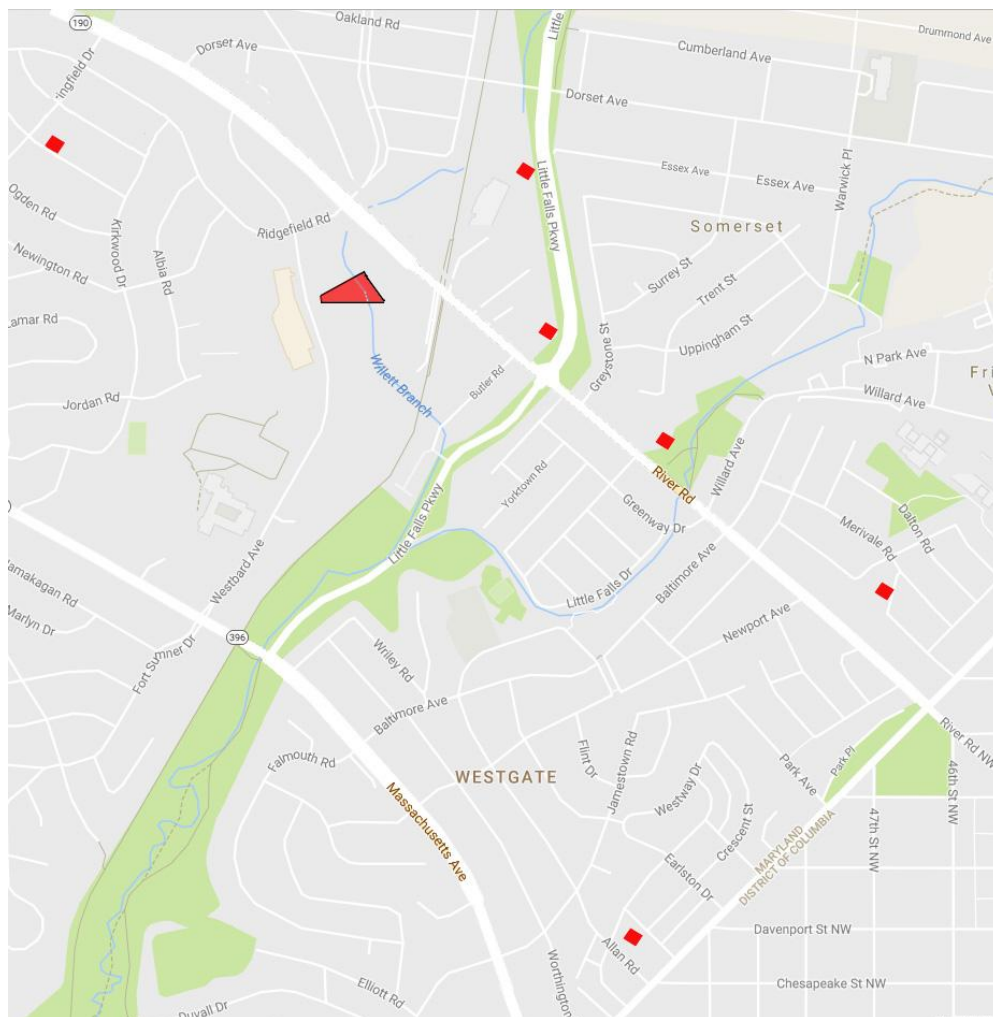 190
Oakland Rd
Little
Drummond Ave
Dorset Ave
Cumberland Ave
ringfield Dr
Dorset Ave
Essex Ave
Essex Ave
Warwick Pl
Little Falls Pkwy
Ogden Rd
Ridgefield Rd
Kirkwood Dr
Albia Rd
Newington Rd
Somerset
Surrey St
Trent St
Lamar Rd
Greystone St
Uppingham St
Willett Branch
Butler Rd
N Park Ave
Fri
V
Willard Ave
Jordan Rd
Willard Ave
Yorktown Rd
River Rd
Greenway Dr
Dalton Rd
Merivale Rd
Little Falls Pkwy
Westbard Ave
Baltimore Ave
Little Falls Dr
Namakagan Rd
Marlyn Dr
Newport Ave
396
Fort Sumner Dr
Wriley Rd
Baltimore Ave
River Rd NW
Falmouth Rd
Flint Dr
Jamestown Rd
Park Pl
Park Ave
46th St NW
WESTGATE
Westway Dr
47th St NW
Massachusetts Ave
Crescent St
MARYLAND
DISTRICT OF COLUMBIA
Earlston Dr
Davenport St NW
Allan Rd
Worthington
Chesapeake St NW
Elliott Rd
Duvall Dr